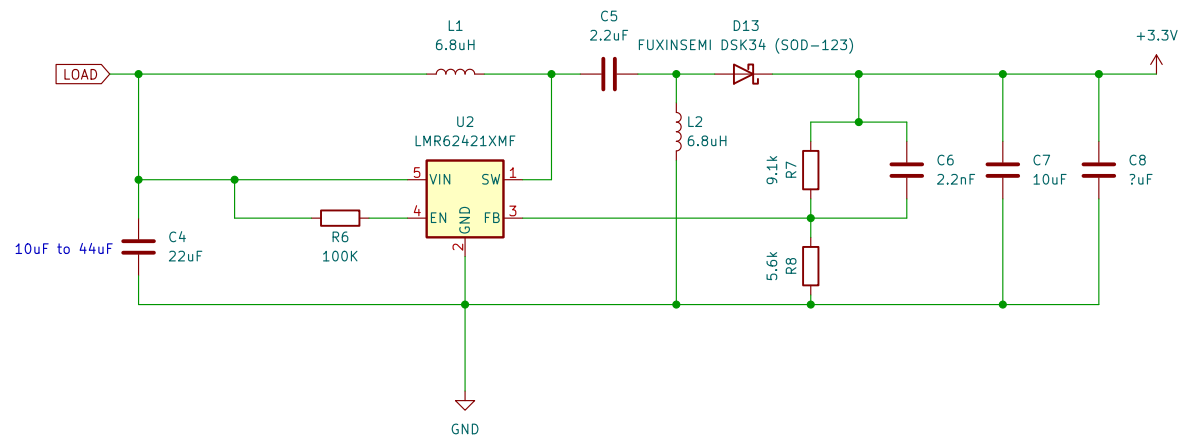 C5
2.2uF
D13
FUXINSEMI DSK34 (SOD-123)
L1
6.8uH
+3.3V
LOAD
U2
LMR62421XMF
L2
6.8uH
5
VIN
SW
1
4
EN
GND
FB
3
2
9.1k
R7
C6
2.2nF
C7
10uF
C8
?uF
R6
100K
10uF to 44uF
C4
22uF
5.6k
R8
GND